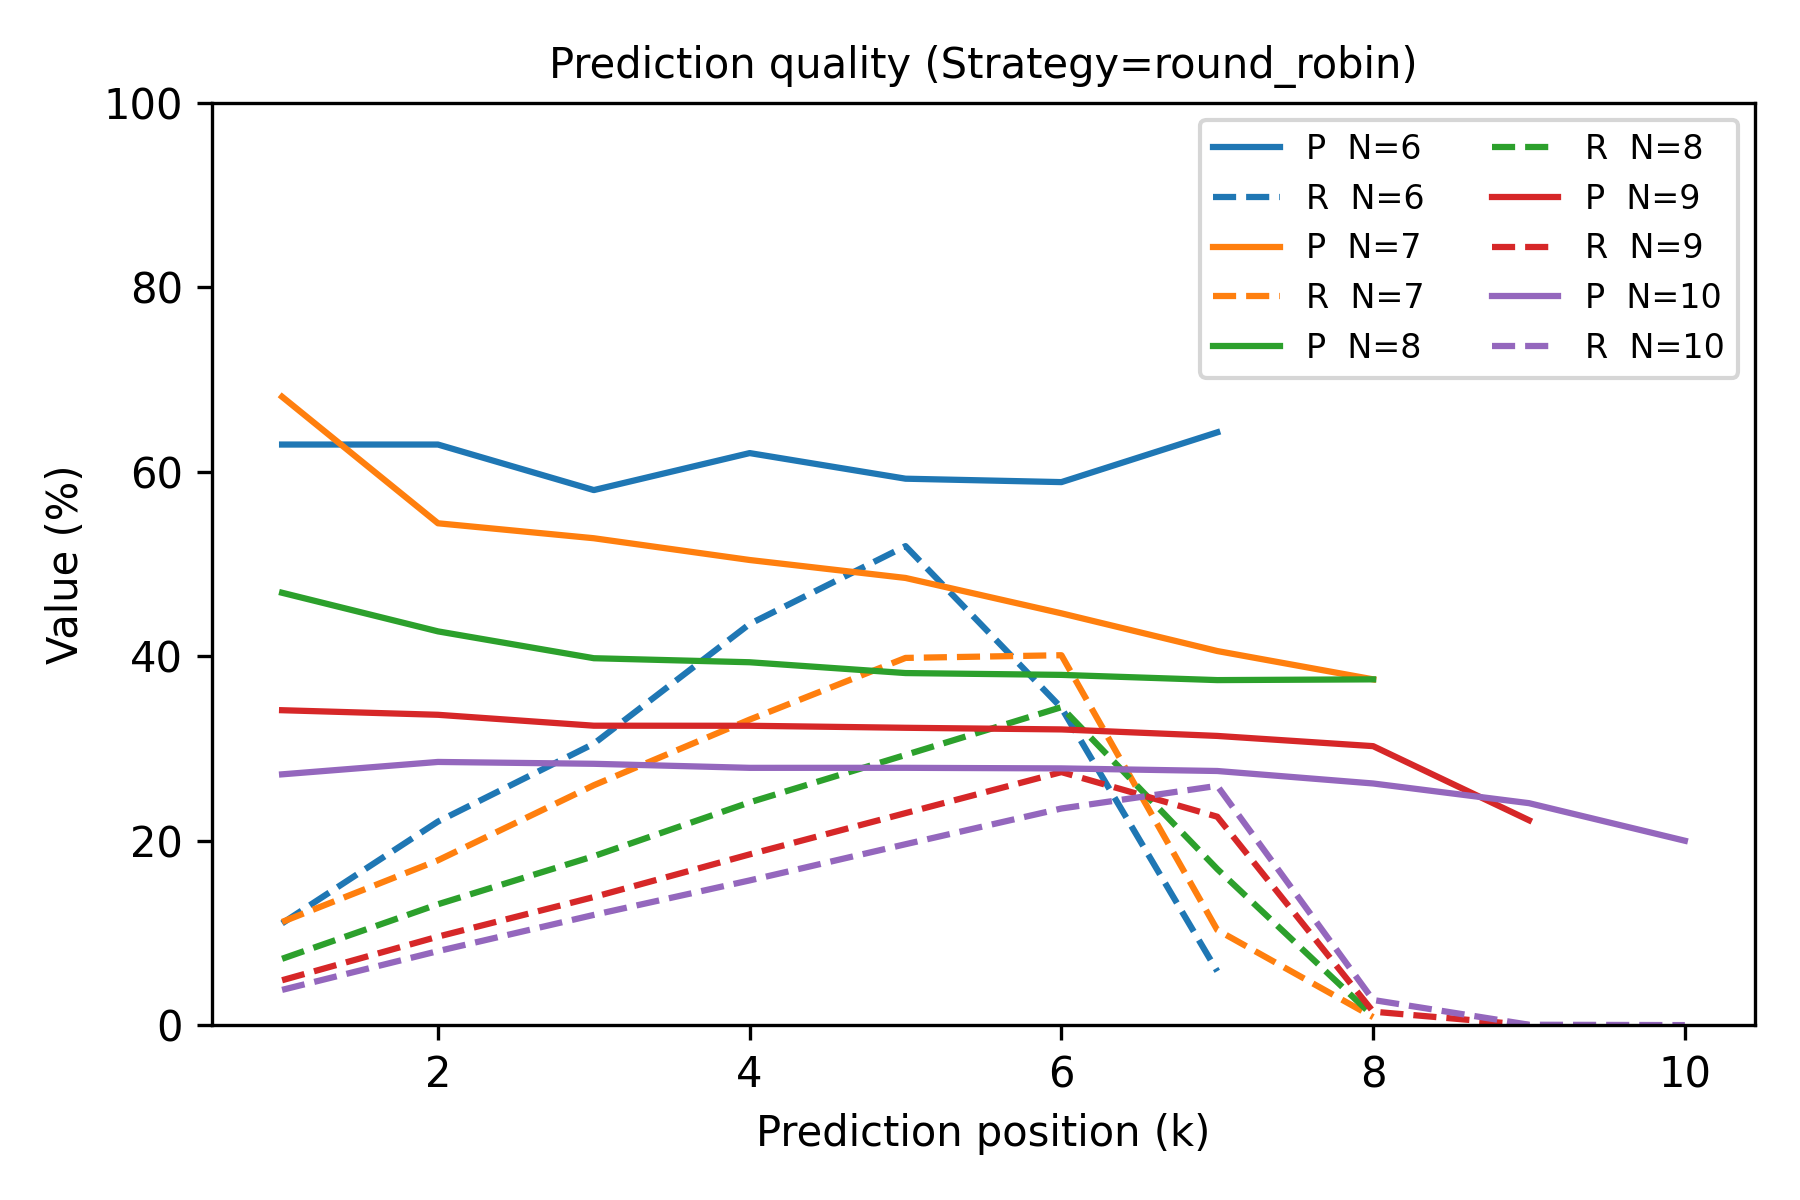 Prediction quality (Strategy=round_robin)
100
80
60
40
20
0
Value (%)
P N=6
R N=6
P N=7
R N=7
P N=8
R N=8
P N=9
R N=9
P N=10
R N=10
2 4 6 8 10
Prediction position (k)